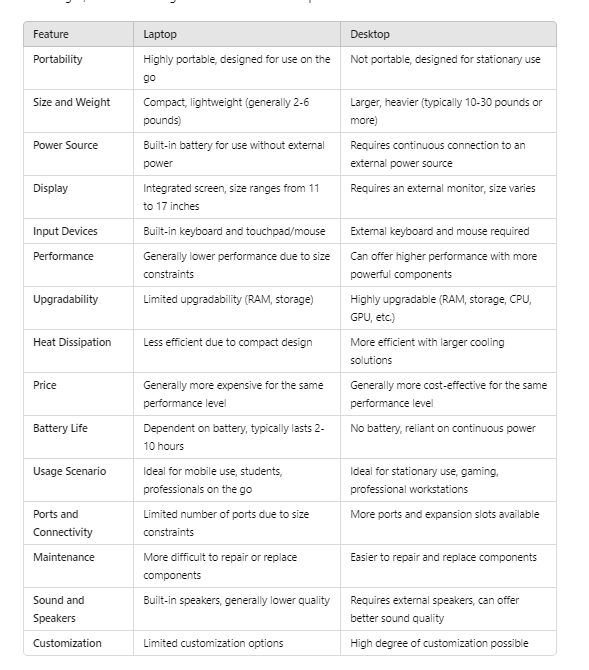 Feature Laptop Desktop
Portability Highly portable, designed for use on the Not portable, designed for stationary use
go
Size and Weight Compact, lightweight (generally 2-6 Larger, heavier (typically 10-30 pounds or
pounds) more)
Power Source Built-in battery for use without external Requires continuous connection to an
power external power source
Display Integrated screen, size ranges from 11 Requires an external monitor, size varies
to 17 inches
Input Devices Built-in keyboard and touchpad/mouse External keyboard and mouse required
Performance Generally lower performance due to size Can offer higher performance with more
constraints powerful components
Upgradability Limited upgradability (RAM, storage) Highly upgradable (RAM, storage, CPU,
GPU, etc.)
Heat Dissipation Less efficient due to compact design More efficient with larger cooling
solutions
Price Generally more expensive for the same Generally more cost-effective for the same
performance level performance level
Battery Life Dependent on battery, typically lasts 2- No battery, reliant on continuous power
10 hours
Usage Scenario Ideal for mobile use, students, Ideal for stationary use, gaming,
professionals on the go professional workstations
Ports and Limited number of ports due to size More ports and expansion slots available
Connectivity constraints
Maintenance More difficult to repair or replace Easier to repair and replace components
components
Sound and Built-in speakers, generally lower quality Requires external speakers, can offer
Speakers better sound quality
Customization Limited customization options High degree of customization possible